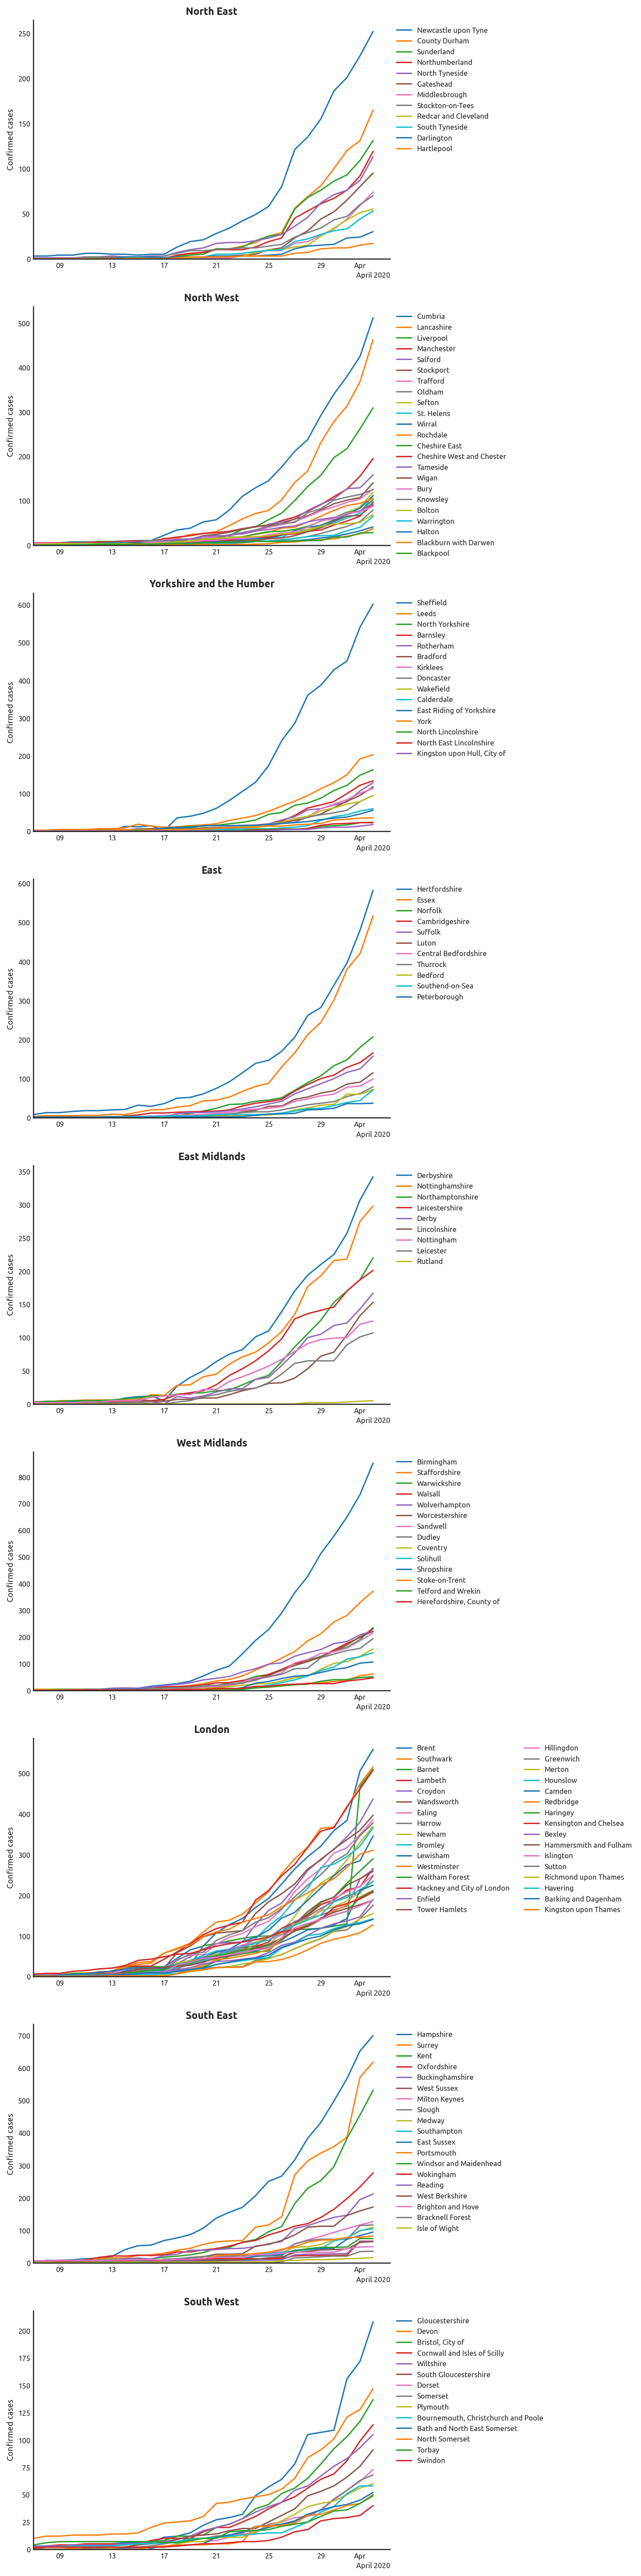 North East
Confirmed cases
250
200
150
100
50
0
09
13
17
21
25
29
Apr
April 2020
Newcastle upon Tyne
County Durham
Sunderland
Northumberland
North Tyneside
Gateshead
Middlesbrough
Stockton-on-Tees
Redcar and Cleveland
South Tyneside
Darlington
Hartlepool
North West
Confirmed cases
500
400
300
200
100
0
09
13
17
21
25
29
Apr
April 2020
Cumbria
Lancashire
Liverpool
Manchester
Salford
Stockport
Trafford
Oldham
Sefton
St. Helens
Wirral
Rochdale
Cheshire East
Cheshire West and Chester
Tameside
Wigan
Bury
Knowsley
Bolton
Warrington
Halton
Blackburn with Darwen
Blackpool
Yorkshire and the Humber
Confirmed cases
600
500
400
300
200
100
0
09
13
17
21
25
29
Apr
April 2020
Sheffield
Leeds
North Yorkshire
Barnsley
Rotherham
Bradford
Kirklees
Doncaster
Wakefield
Calderdale
East Riding of Yorkshire
York
North Lincolnshire
North East Lincolnshire
Kingston upon Hull, City of
East
Confirmed cases
600
500
400
300
200
100
0
09
13
17
21
25
29
Apr
April 2020
Hertfordshire
Essex
Norfolk
Cambridgeshire
Suffolk
Luton
Central Bedfordshire
Thurrock
Bedford
Southend-on-Sea
Peterborough
East Midlands
Confirmed cases
350
300
250
200
150
100
50
0
09
13
17
21
25
29
Apr
April 2020
Derbyshire
Nottinghamshire
Northamptonshire
Leicestershire
Derby
Lincolnshire
Nottingham
Leicester
Rutland
West Midlands
Confirmed cases
800
700
600
500
400
300
200
100
0
09
13
17
21
25
29
Apr
April 2020
Birmingham
Staffordshire
Warwickshire
Walsall
Wolverhampton
Worcestershire
Sandwell
Dudley
Coventry
Solihull
Shropshire
Stoke-on-Trent
Telford and Wrekin
Herefordshire, County of
London
Confirmed cases
500
400
300
200
100
0
09
13
17
21
25
29
Apr
April 2020
Brent
Southwark
Barnet
Lambeth
Croydon
Wandsworth
Ealing
Harrow
Newham
Bromley
Lewisham
Westminster
Waltham Forest
Hackney and City of London
Enfield
Tower Hamlets
Hillingdon
Greenwich
Merton
Hounslow
Camden
Redbridge
Haringey
Kensington and Chelsea
Bexley
Hammersmith and Fulham
Islington
Sutton
Richmond upon Thames
Havering
Barking and Dagenham
Kingston upon Thames
South East
Confirmed cases
700
600
500
400
300
200
100
0
09
13
17
21
25
29
Apr
April 2020
Hampshire
Surrey
Kent
Oxfordshire
Buckinghamshire
West Sussex
Milton Keynes
Slough
Medway
Southampton
East Sussex
Portsmouth
Windsor and Maidenhead
Wokingham
Reading
West Berkshire
Brighton and Hove
Bracknell Forest
Isle of Wight
South West
Confirmed cases
200
175
150
125
100
75
50
25
0
09
13
17
21
25
29
Apr
April 2020
Gloucestershire
Devon
Bristol, City of
Cornwall and Isles of Scilly
Wiltshire
South Gloucestershire
Dorset
Somerset
Plymouth
Bournemouth, Christchurch and Poole
Bath and North East Somerset
North Somerset
Torbay
Swindon